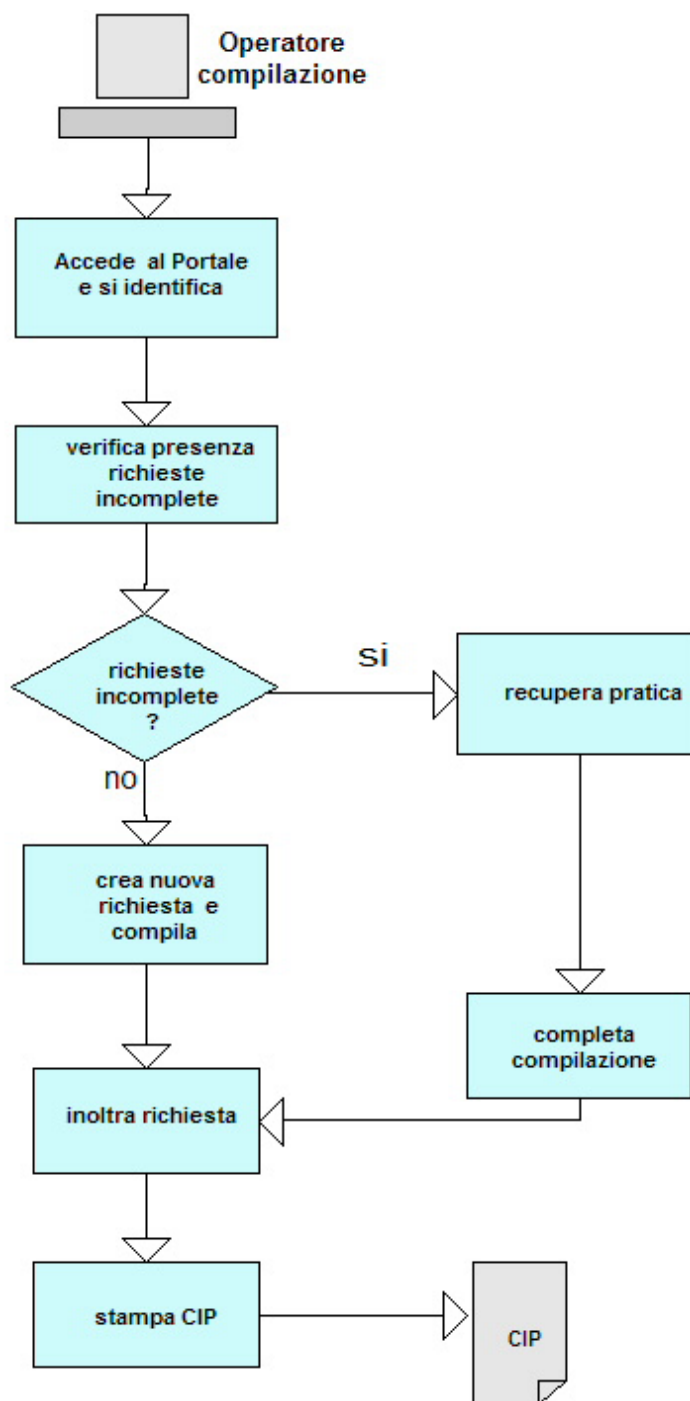 Operatore
compilazione
Accede al Portale
e si identifica
verifica presenza
richieste
incomplete
richieste
incomplete
?
si
recupera pratica
no
crea nuova
richiesta e
compila
completa
compilazione
inoltra richiesta
stampa CIP
CIP